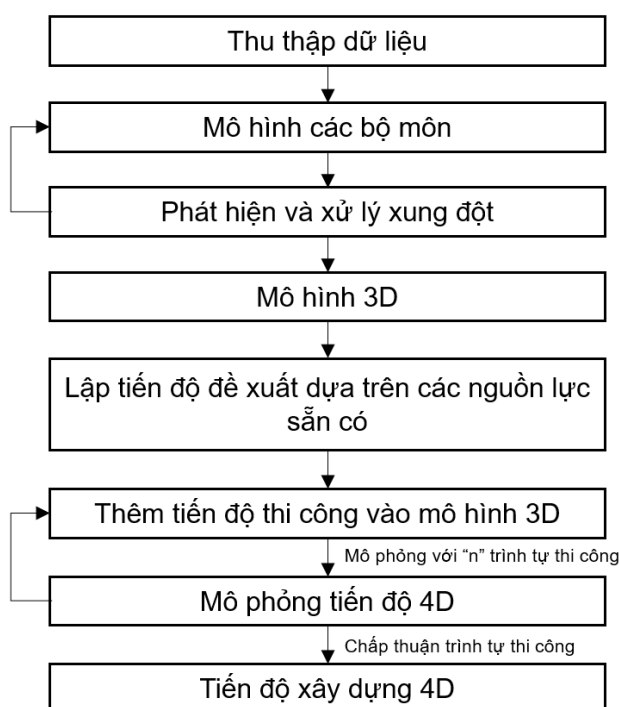 Thu thập dữ liệu
Mô hình các bộ môn
Phát hiện và xử lý xung đột
Mô hình 3D
Lập tiến độ đề xuất dựa trên các nguồn lực
sẵn có
Thêm tiến độ thi công vào mô hình 3D
Mô phỏng với “n” trình tự thi công
Mô phỏng tiến độ 4D
Chấp thuận trình tự thi công
Tiến độ xây dựng 4D